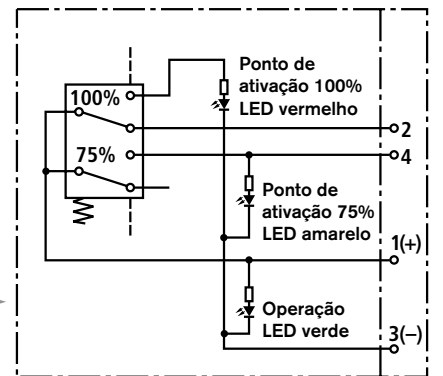 Ponto de
ativação 100%
LED vermelho
100%
2
75%
4
Ponto de
ativação 75%
LED amarelo
1(+)
Operação
LED verde
3(–)